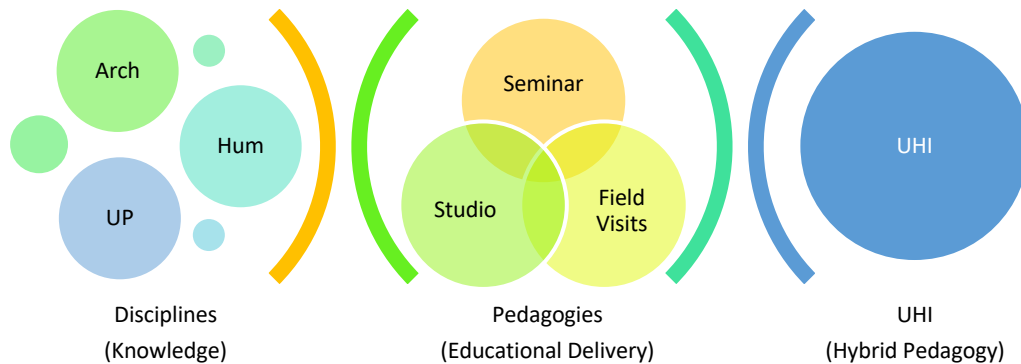 Arch
Hum
UP
Disciplines
(Knowledge)
Seminar
Studio
Field
Visits
Pedagogies
(Educational Delivery)
UHI
UHI
(Hybrid Pedagogy)